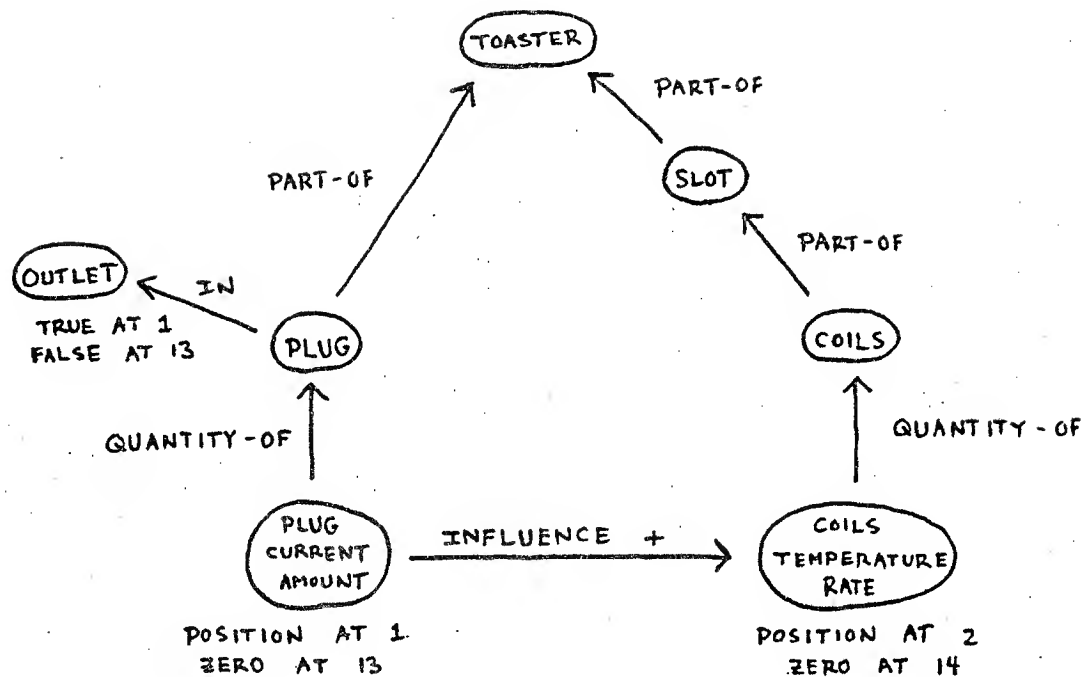 TOASTER
PART-OF
SLOT
PART-OF
PART-OF
OUTLET
IN
TRUE AT 1
FALSE AT 13
PLUG
COILS
QUANTITY-OF
QUANTITY-OF
PLUG
CURRENT
AMOUNT
INFLUENCE +
COILS
TEMPERATURE
RATE
POSITION AT 1.
ZERO AT 13
POSITION AT 2
ZERO AT 14